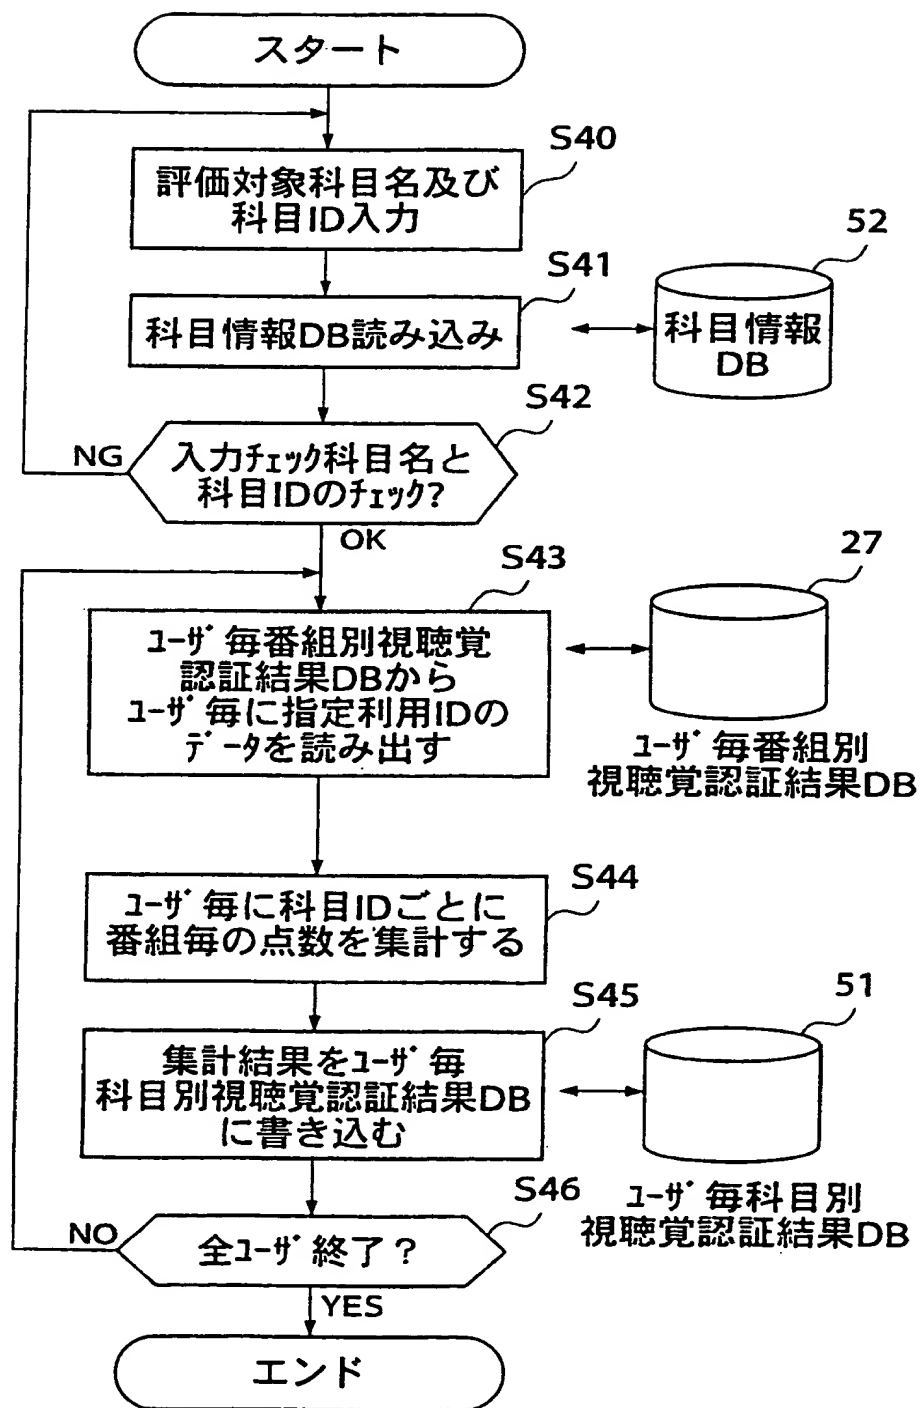 スタート
S40
評価対象科目名及び
科目ID入力
S41
52
科目情報DB読み込み
科目情報
DB
S42
NG
入力ﾁｪｯｸ科目名と
科目IDのﾁｪｯｸ?
OK
S43
27
ﾕｰｻﾞ毎番組別視聴覚
認証結果DBから
ﾕｰｻﾞ毎に指定利用IDの
ﾃﾞｰﾀを読み出す
ﾕｰｻﾞ毎番組別
視聴覚認証結果DB
S44
ﾕｰｻﾞ毎に科目IDごとに
番組毎の点数を集計する
S45
51
集計結果をﾕｰｻﾞ毎
科目別視聴覚認証結果DB
に書き込む
ﾕｰｻﾞ毎科目別
視聴覚認証結果DB
S46
NO
全ﾕｰｻﾞ終了？
YES
エンド